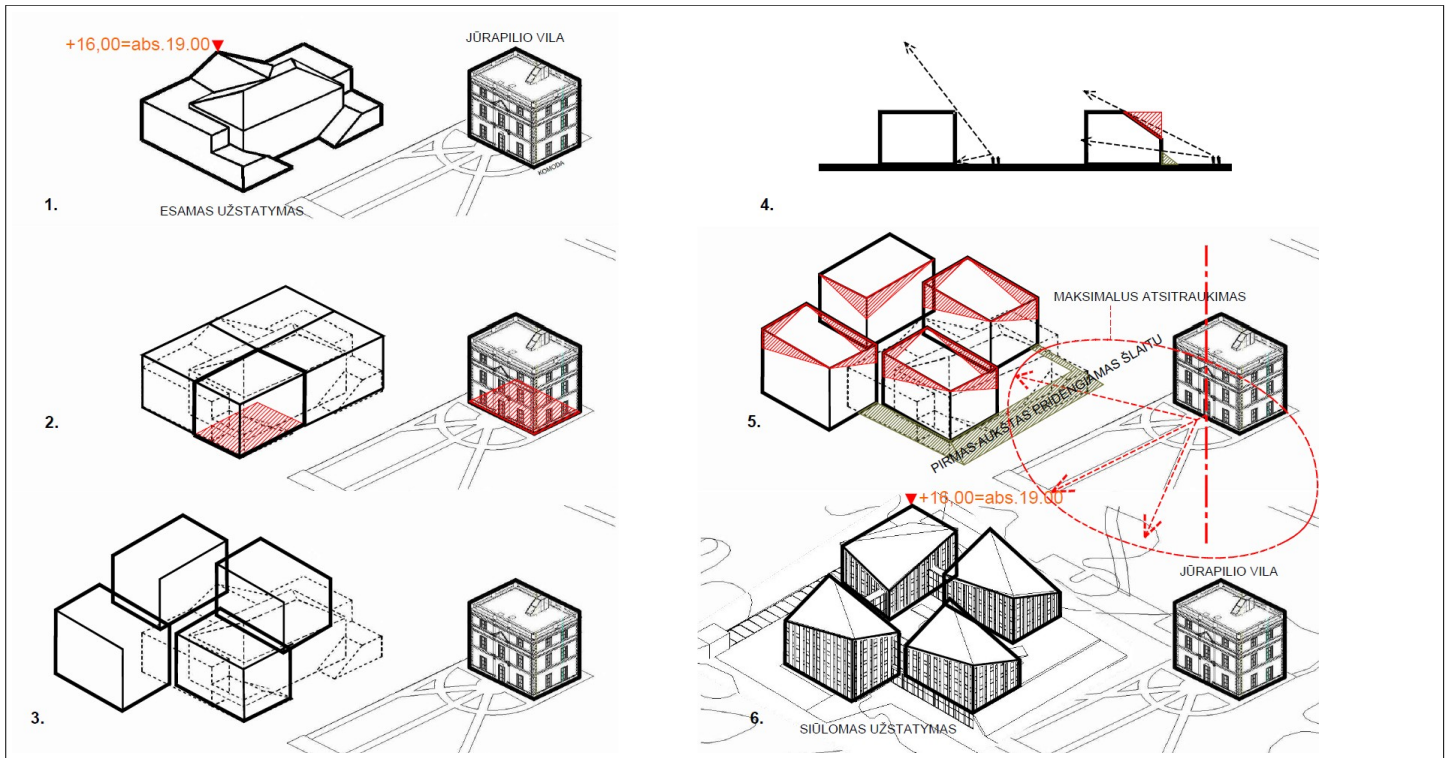 +16,00=abs.19.00
JŪRAPILIO VILA
KOMODA
1.
ESAMAS UŽSTATYMAS
2.
3.
4.
MAKSIMALUS ATSITRAUKIMAS
PIRMAS AUKŠTAS PRIDENGIAMAS ŠLAITU
5.
+16,00=abs.19.00
JŪRAPILIO VILA
6.
SIŪLOMAS UŽSTATYMAS